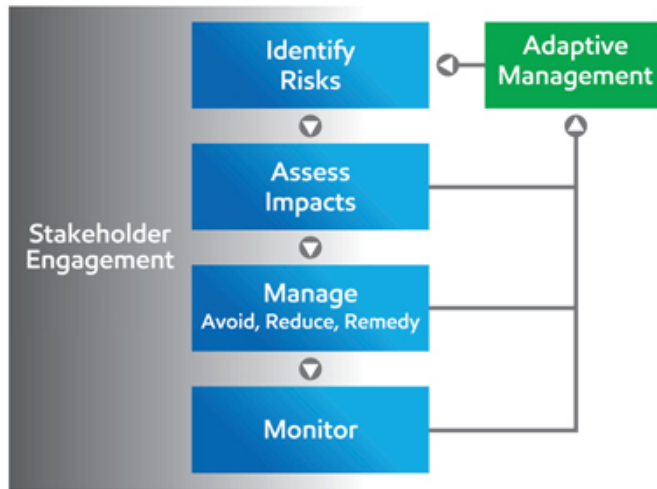 Identify
Risks
Adaptive
Management
Assess
Impacts
Stakeholder
Engagement
Manage
Avoid, Reduce, Remedy
Monitor